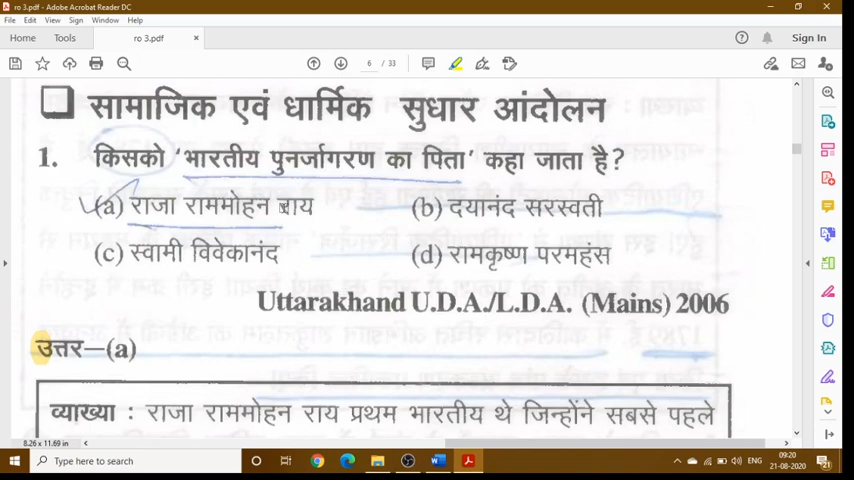 ro 3.pdf - Adobe Acrobat Reader DC
File Edit View Sign Window Help
Home Tools ro 3.pdf × Sign In
6 / 33
सामाजिक एवं धार्मिक सुधार आंदोलन
1. किसको 'भारतीय पुनर्जागरण का पिता' कहा जाता है?
(a) राजा राममोहन राय (b) दयानंद सरस्वती
(c) स्वामी विवेकानंद (d) रामकृष्ण परमहंस
Uttarakhand U.D.A./L.D.A. (Mains) 2006
उत्तर–(a)
व्याख्या : राजा राममोहन राय प्रथम भारतीय थे जिन्होंने सबसे पहले
8.26 x 11.69 in
Type here to search
ENG
09:20
21-08-2020